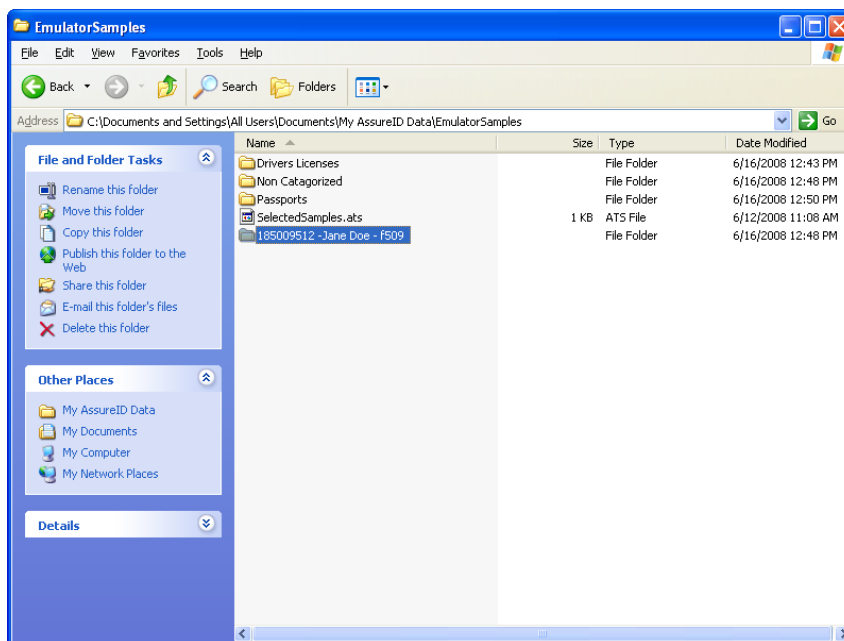 EmulatorSamples
File Edit View Favorites Tools Help
Back Search Folders
Address C:\Documents and Settings\All Users\Documents\My AssureID Data\EmulatorSamples Go
File and Folder Tasks
Rename this folder
Move this folder
Copy this folder
Publish this folder to the
Web
Share this folder
E-mail this folder's files
Delete this folder
Other Places
My AssureID Data
My Documents
My Computer
My Network Places
Details
Name Size Type Date Modified
Drivers Licenses File Folder 6/16/2008 12:43 PM
Non Catagorized File Folder 6/16/2008 12:48 PM
Passports File Folder 6/16/2008 12:50 PM
SelectedSamples.ats 1 KB ATS File 6/12/2008 11:08 AM
185009512 -Jane Doe - f509 File Folder 6/16/2008 12:48 PM